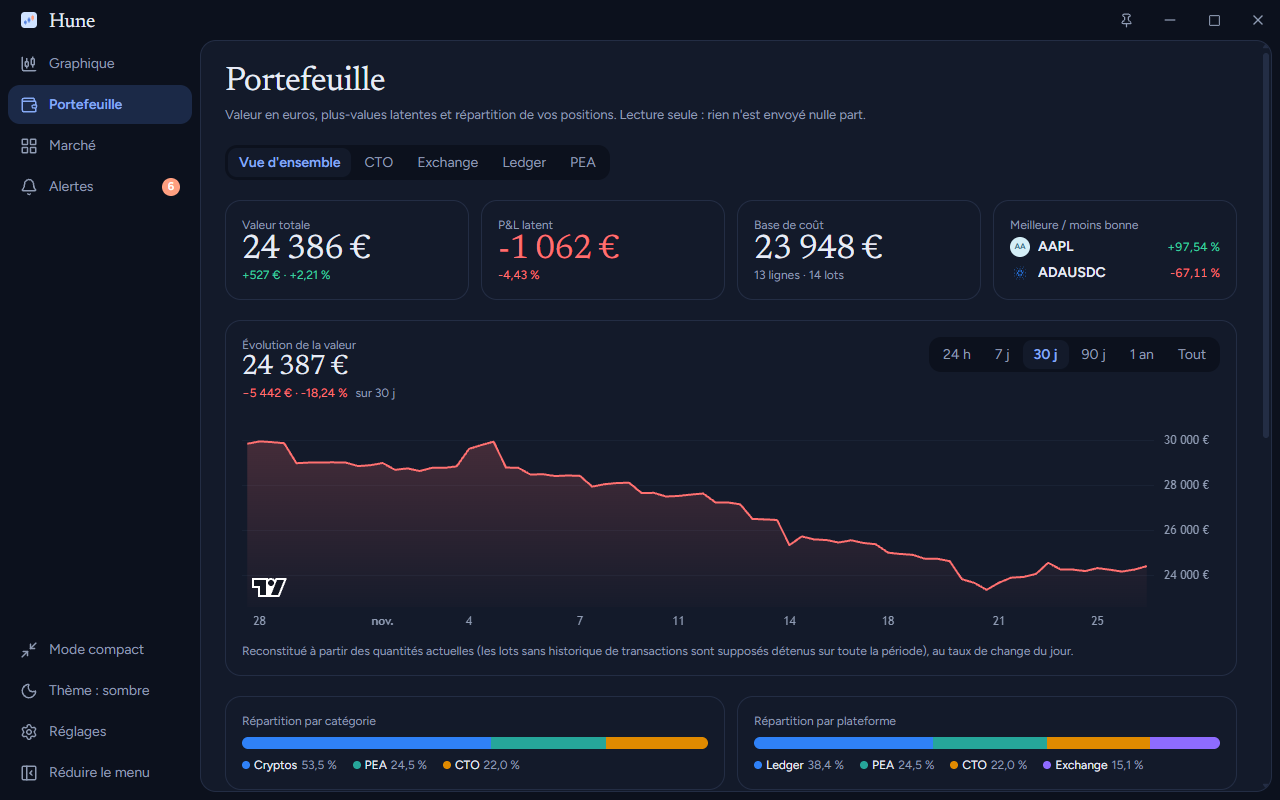 Hune
Graphique
Portefeuille
Marché
Alertes
6
Mode compact
Thème : sombre
Réglages
Réduire le menu
Portefeuille
Valeur en euros, plus-values latentes et répartition de vos positions. Lecture seule : rien n'est envoyé nulle part.
Vue d'ensemble CTO Exchange Ledger PEA
Valeur totale
24 386 €
+527 € · +2,21 %
P&L latent
-1 062 €
-4,43 %
Base de coût
23 948 €
13 lignes · 14 lots
Meilleure / moins bonne
AA AAPL +97,54 %
ADAUSDC -67,11 %
Évolution de la valeur
24 387 €
−5 442 € · -18,24 % sur 30 j
24 h 7 j 30 j 90 j 1 an Tout
30 000 €
28 000 €
26 000 €
24 000 €
28 nov. 4 7 11 14 18 21 25
Reconstitué à partir des quantités actuelles (les lots sans historique de transactions sont supposés détenus sur toute la période), au taux de change du jour.
Répartition par catégorie
Cryptos 53,5 % PEA 24,5 % CTO 22,0 %
Répartition par plateforme
Ledger 38,4 % PEA 24,5 % CTO 22,0 % Exchange 15,1 %